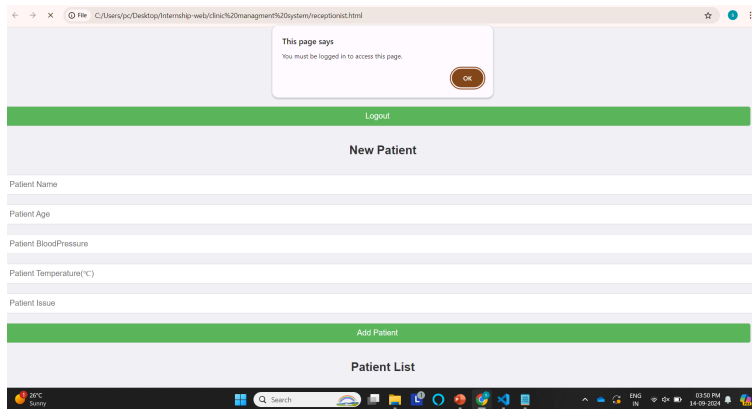 File C:/Users/pc/Desktop/Internship-web/clinic%20managment%20system/receptionist.html
This page says
You must be logged in to access this page.
OK
Logout
New Patient
Patient Name
Patient Age
Patient BloodPressure
Patient Temperature(°C)
Patient Issue
Add Patient
Patient List
26°C
Sunny
Search
ENG
IN
03:50 PM
14-09-2024